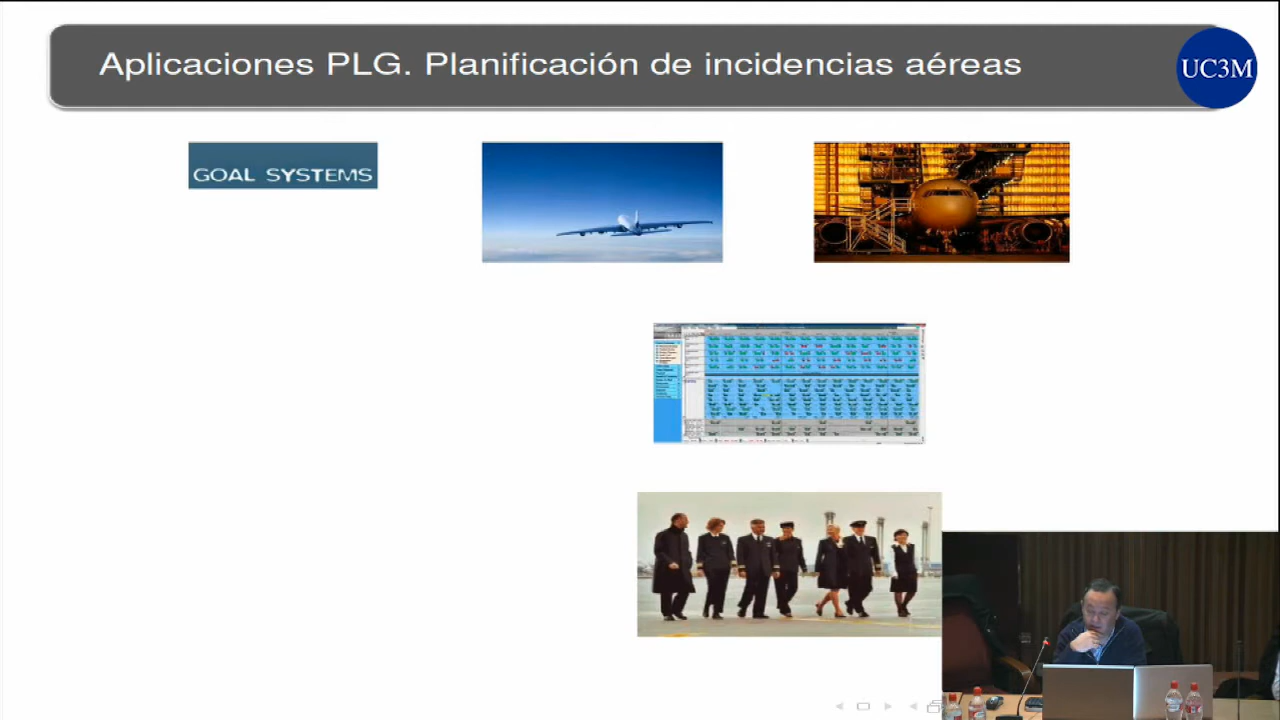 Aplicaciones PLG. Planificación de incidencias aéreas
UC3M
GOAL SYSTEMS